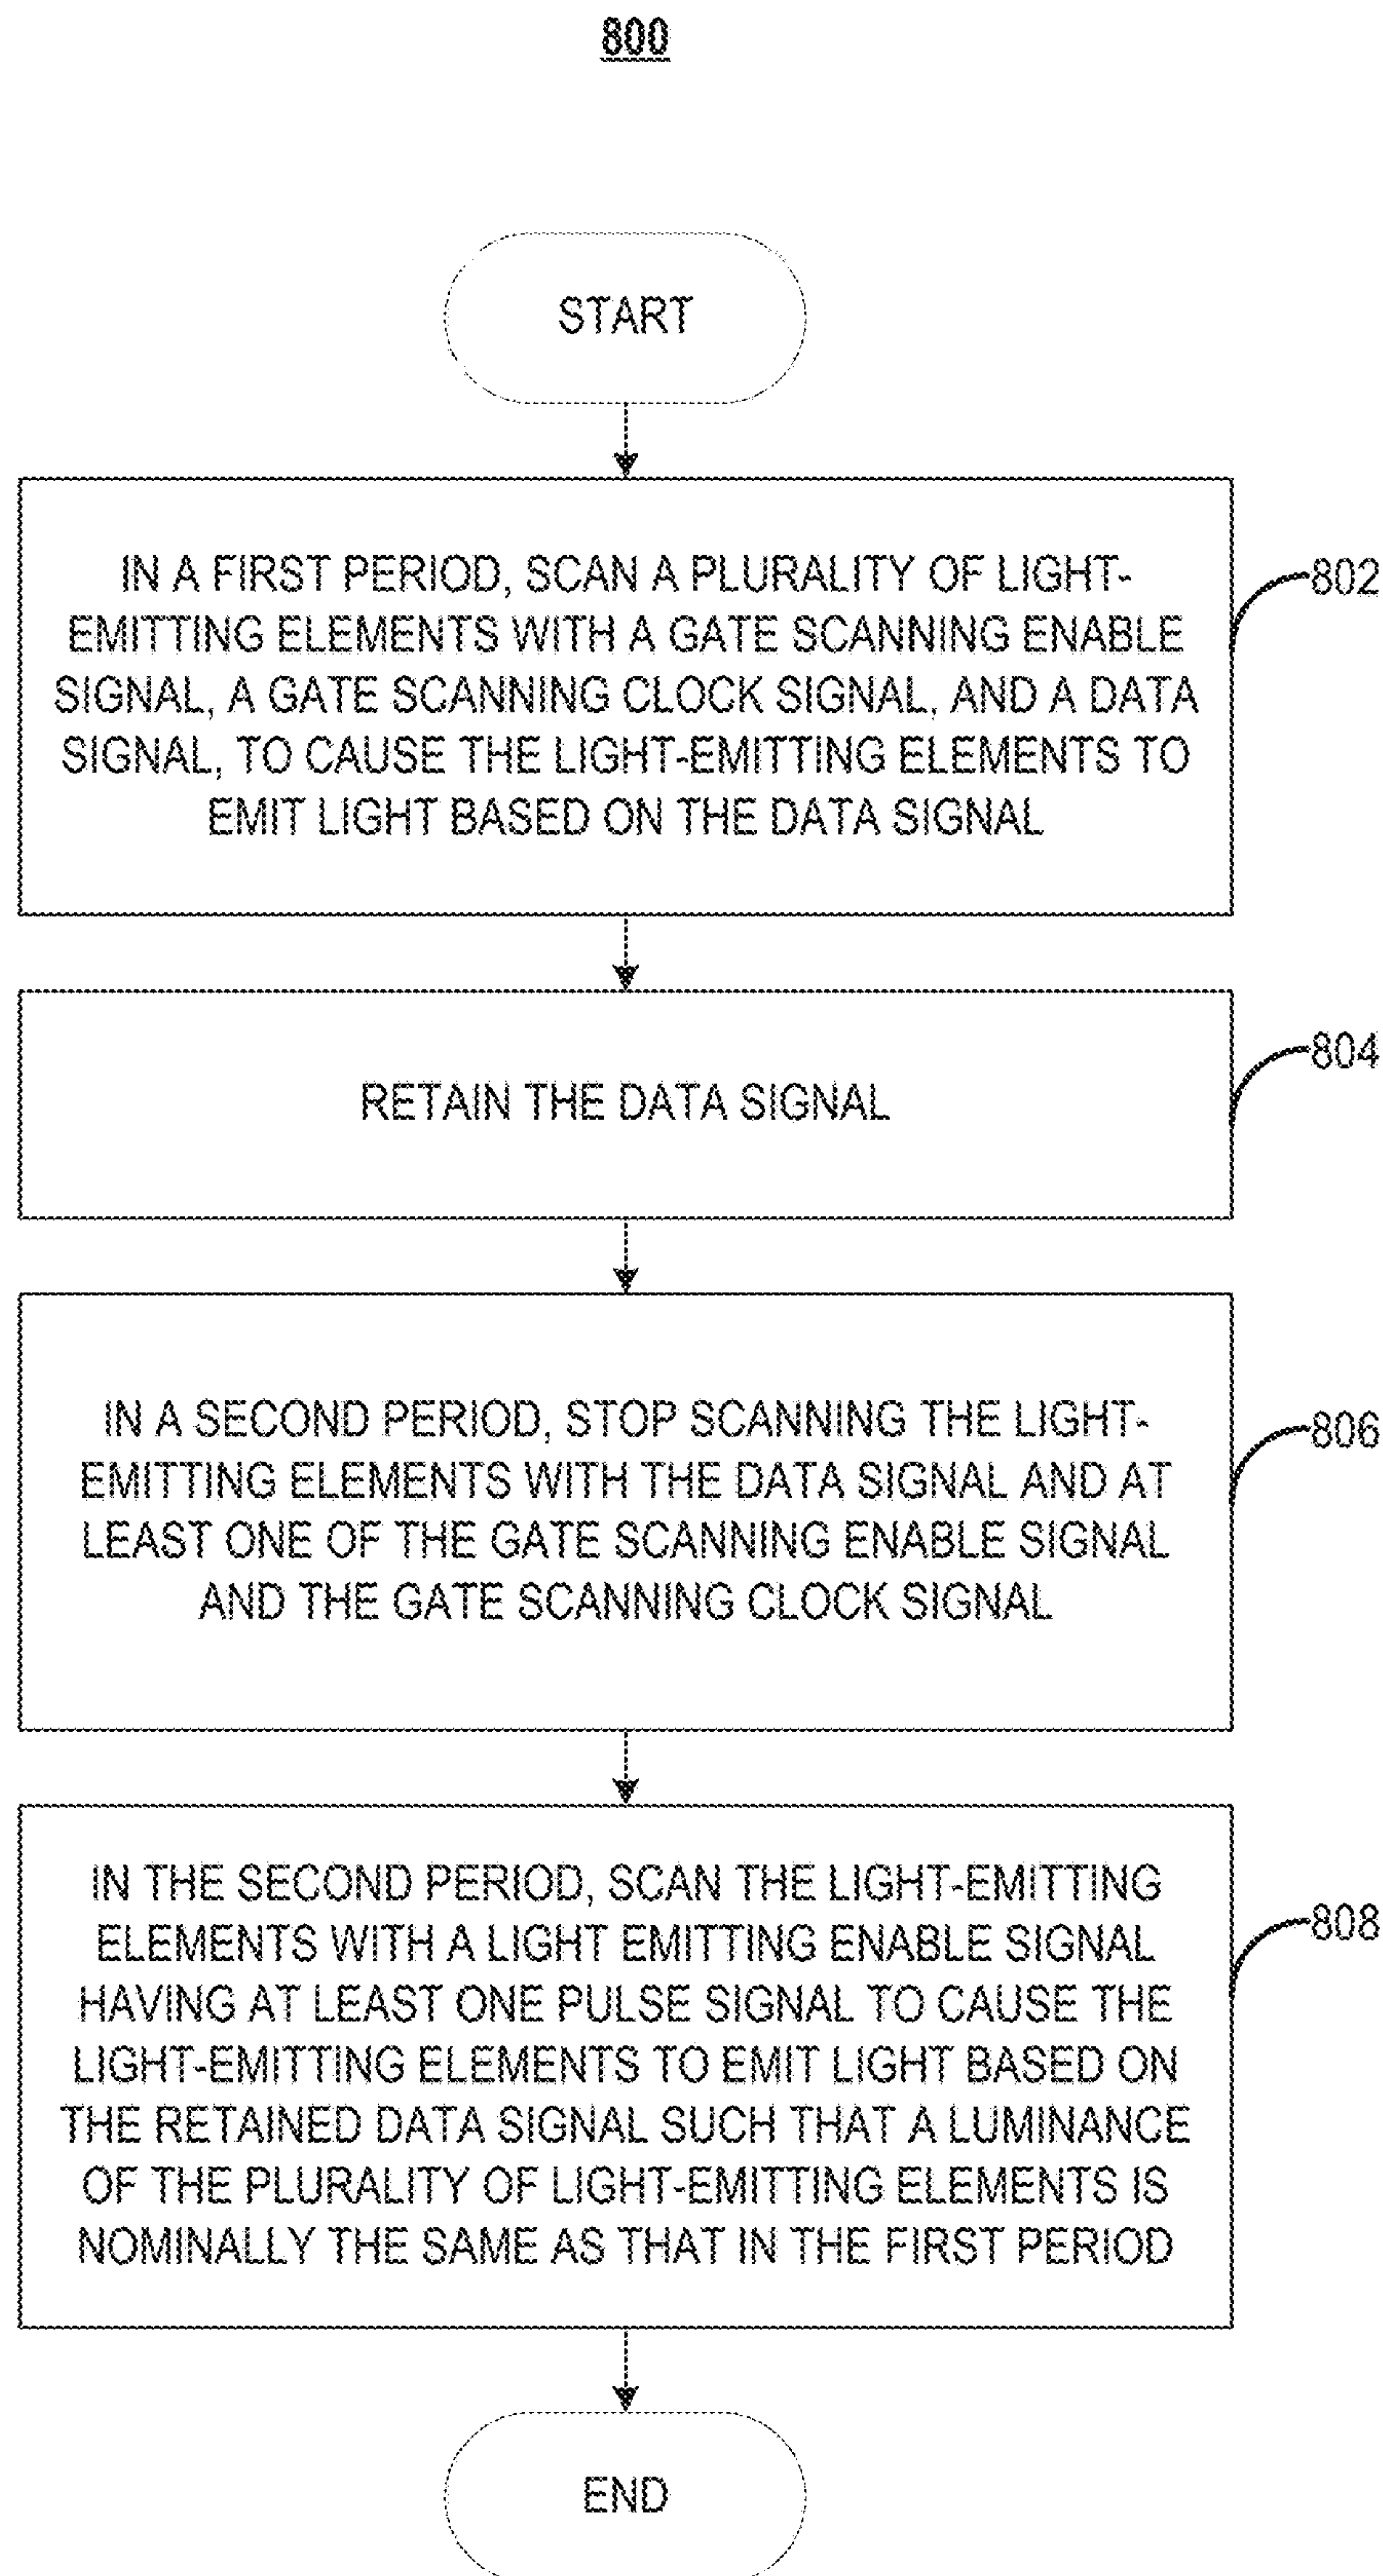 800
START
IN A FIRST PERIOD, SCAN A PLURALITY OF LIGHT-
EMITTING ELEMENTS WITH A GATE SCANNING ENABLE
SIGNAL, A GATE SCANNING CLOCK SIGNAL, AND A DATA
SIGNAL, TO CAUSE THE LIGHT-EMITTING ELEMENTS TO
EMIT LIGHT BASED ON THE DATA SIGNAL
802
RETAIN THE DATA SIGNAL
804
IN A SECOND PERIOD, STOP SCANNING THE LIGHT-
EMITTING ELEMENTS WITH THE DATA SIGNAL AND AT
LEAST ONE OF THE GATE SCANNING ENABLE SIGNAL
AND THE GATE SCANNING CLOCK SIGNAL
806
IN THE SECOND PERIOD, SCAN THE LIGHT-EMITTING
ELEMENTS WITH A LIGHT EMITTING ENABLE SIGNAL
HAVING AT LEAST ONE PULSE SIGNAL TO CAUSE THE
LIGHT-EMITTING ELEMENTS TO EMIT LIGHT BASED ON
THE RETAINED DATA SIGNAL SUCH THAT A LUMINANCE
OF THE PLURALITY OF LIGHT-EMITTING ELEMENTS IS
NOMINALLY THE SAME AS THAT IN THE FIRST PERIOD
808
END